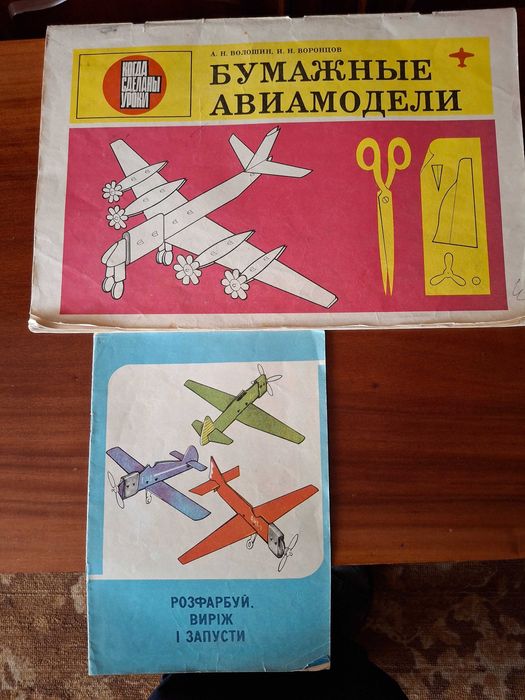 КОГДА
СДЕЛАНЫ
УРОКИ
А. Н. ВОЛОШИН, И. Н. ВОРОНЦОВ
БУМАЖНЫЕ
АВИАМОДЕЛИ
РОЗФАРБУЙ,
ВИРІЖ
І ЗАПУСТИ